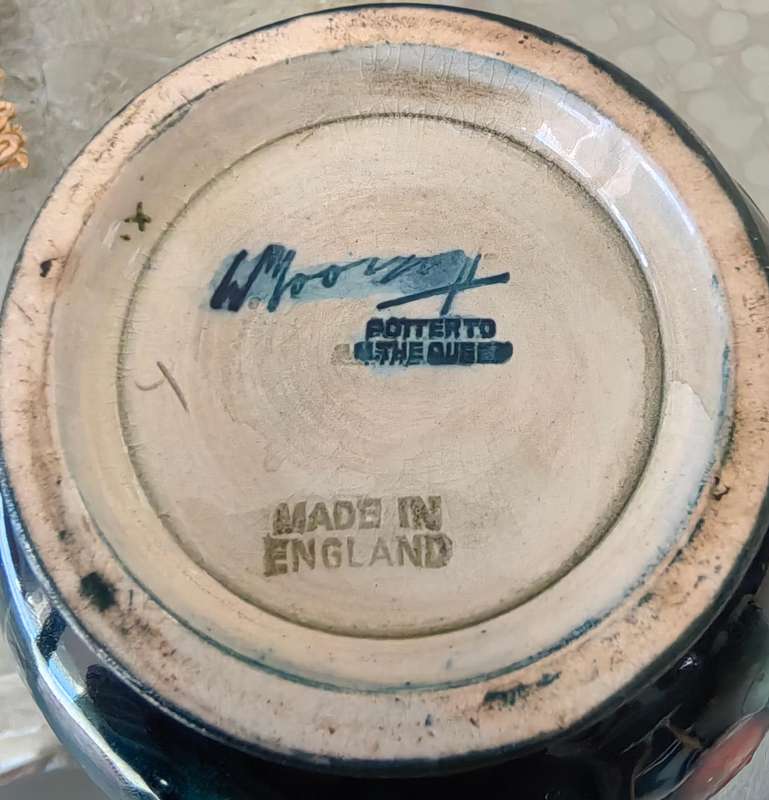 W. Moorcroft
POTTER TO
H.M. THE QUEEN
MADE IN
ENGLAND